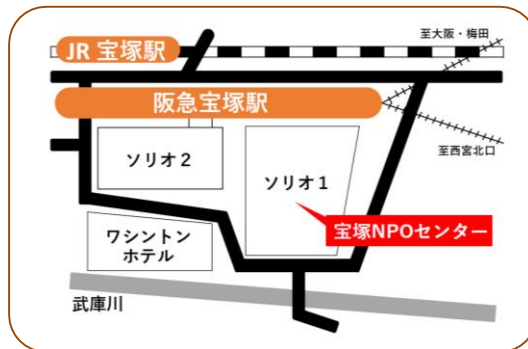 JR 宝塚駅
至大阪・梅田
阪急宝塚駅
ソリオ２
ソリオ１
至西宮北口
宝塚NPOセンター
ワシントン
ホテル
武庫川